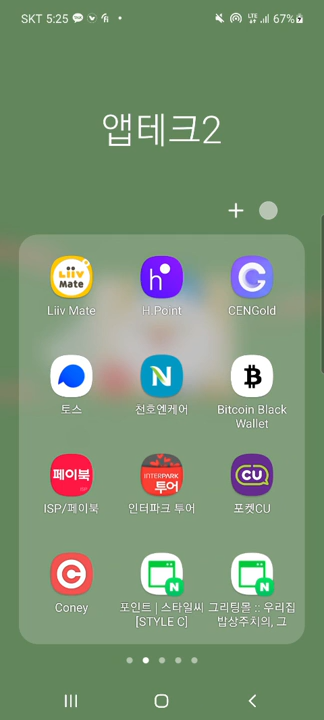 SKT 5:25
LTE
67%
앱테크2
Liiv
Mate
h
C
Liiv Mate
H.Point
CENGold
N
토스
천호엔케어
Bitcoin Black
Wallet
페이북
INTERPARK
투어
CU
ISP/페이북
인터파크 투어
포켓CU
C
N
N
Coney
포인트 | 스타일씨
[STYLE C]
그리팅몰 :: 우리집
밥상주치의, 그